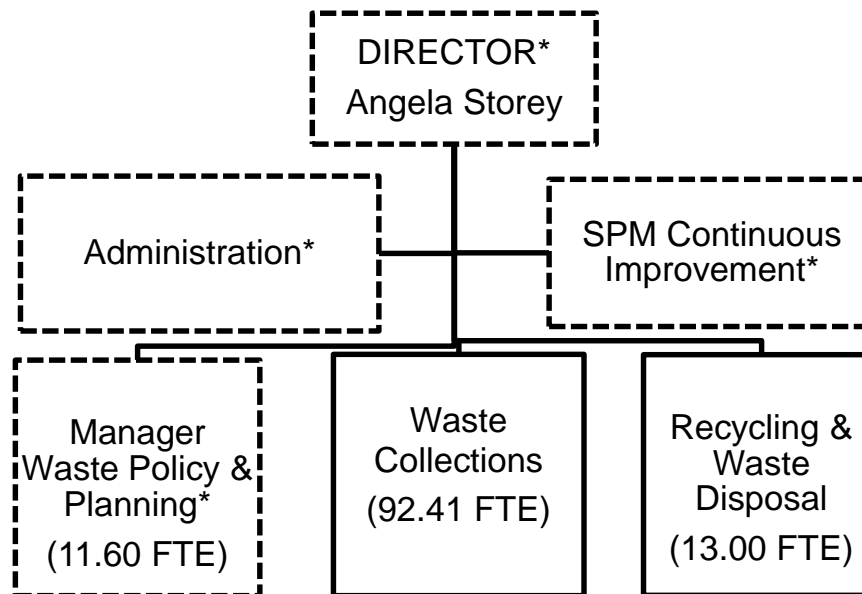 DIRECTOR*
Angela Storey
Administration*
SPM Continuous
Improvement*
Manager
Waste Policy &
Planning*
(11.60 FTE)
Waste
Collections
(92.41 FTE)
Recycling &
Waste
Disposal
(13.00 FTE)